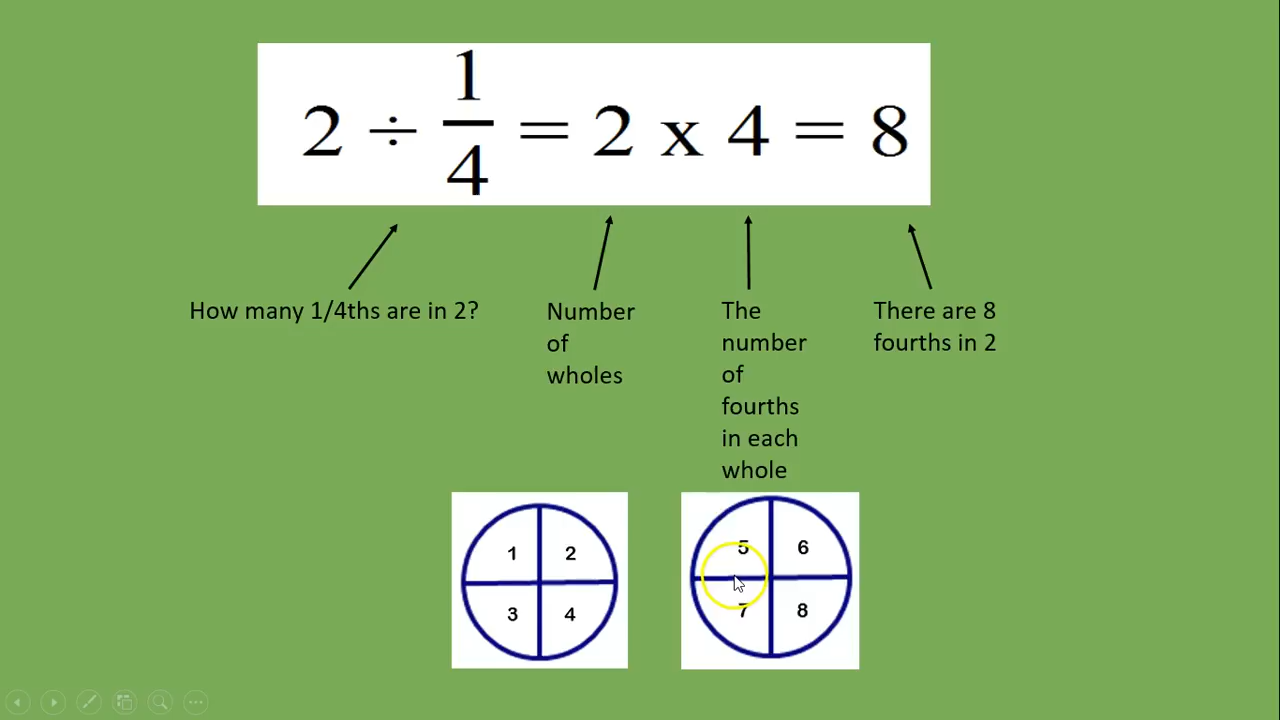 2 ÷ 1/4 = 2 x 4 = 8
How many 1/4ths are in 2?
Number
of
wholes
The
number
of
fourths
in each
whole
There are 8
fourths in 2
1 2
3 4
5 6
7 8